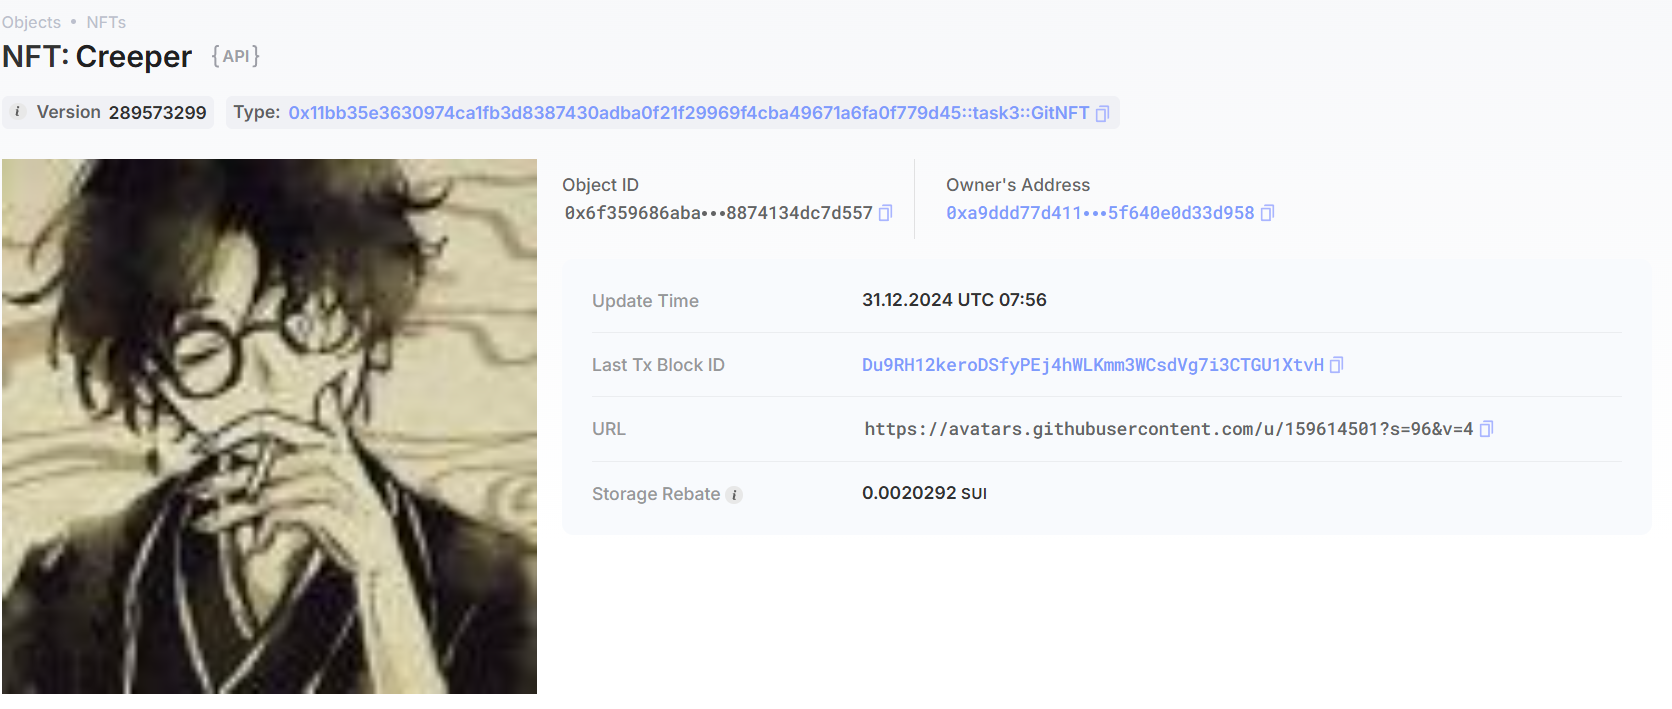 Objects • NFTs
NFT: Creeper {API}
i Version 289573299 Type: 0x11bb35e3630974ca1fb3d8387430adba0f21f29969f4cba49671a6fa0f779d45::task3::GitNFT
Object ID
0x6f359686aba•••8874134dc7d557
Owner's Address
0xa9ddd77d411•••5f640e0d33d958
Update Time 31.12.2024 UTC 07:56
Last Tx Block ID Du9RH12keroDSfyPEj4hWLKmm3WCsdVg7i3CTGU1XtvH
URL https://avatars.githubusercontent.com/u/159614501?s=96&v=4
Storage Rebate i 0.0020292 SUI